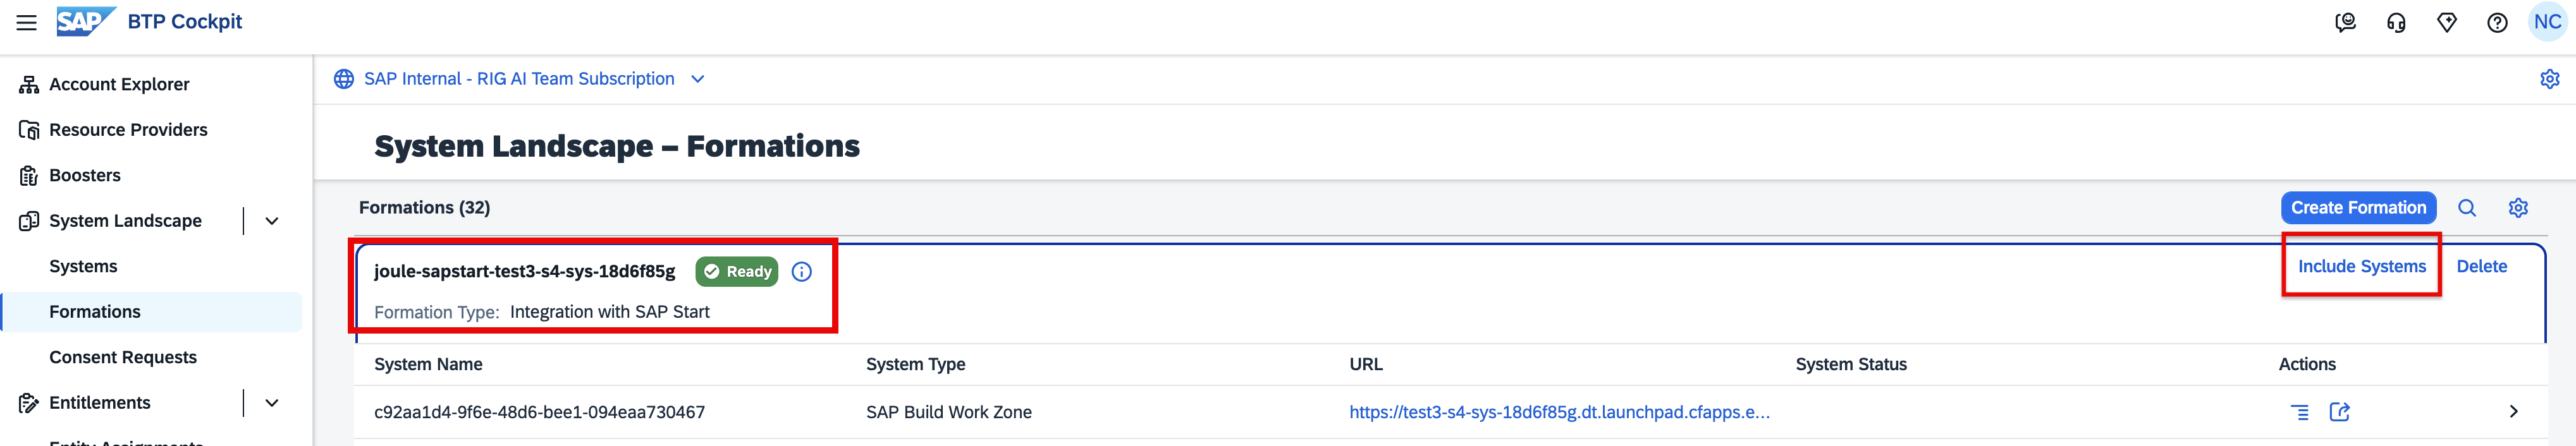 SAP BTP Cockpit NC
Account Explorer
Resource Providers
Boosters
System Landscape
Systems
Formations
Consent Requests
Entitlements
Entity Assignments
SAP Internal - RIG AI Team Subscription
System Landscape – Formations
Formations (32) Create Formation
joule-sapstart-test3-s4-sys-18d6f85g Ready Include Systems Delete
Formation Type: Integration with SAP Start
System Name System Type URL System Status Actions
c92aa1d4-9f6e-48d6-bee1-094eaa730467 SAP Build Work Zone https://test3-s4-sys-18d6f85g.dt.launchpad.cfapps.e...